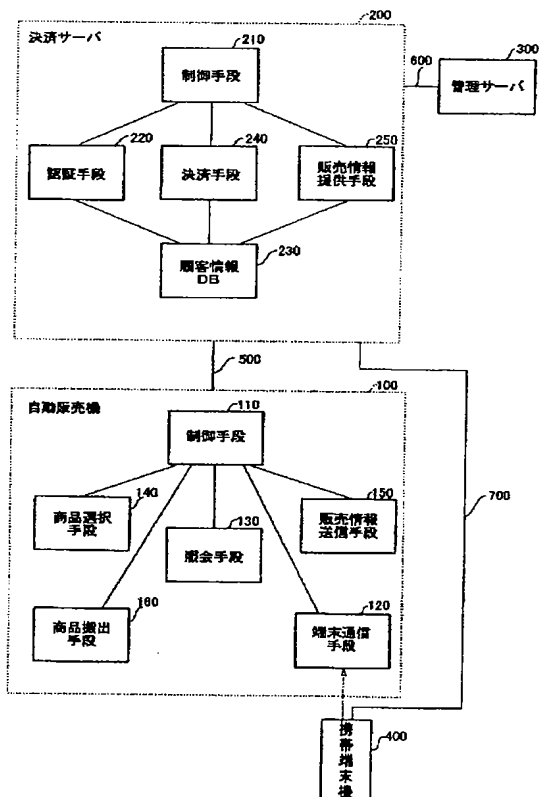 200
決済サーバ
210
制御手段
600
300
管理サーバ
220
認証手段
240
決済手段
250
販売情報
提供手段
230
顧客情報
DB
500
100
自動販売機
110
制御手段
140
商品選択
手段
130
照会手段
150
販売情報
送信手段
700
160
商品搬出
手段
120
端末通信
手段
400
携帯端末機